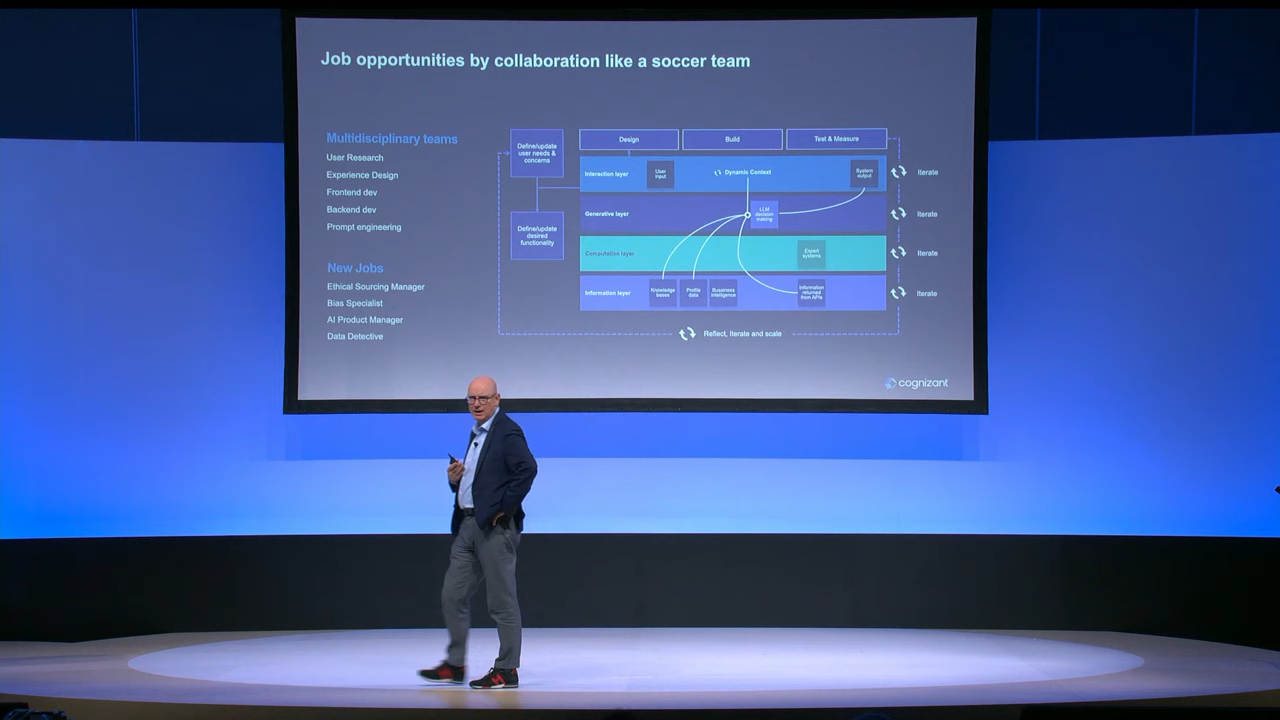 Job opportunities by collaboration like a soccer team
Multidisciplinary teams
User Research
Experience Design
Frontend dev
Backend dev
Prompt engineering
New Jobs
Ethical Sourcing Manager
Bias Specialist
AI Product Manager
Data Detective
Define/update
user needs &
concerns
Define/update
desired
functionality
Design
Build
Test & Measure
Interaction layer
User
input
Dynamic Context
System
output
Iterate
Generative layer
LLM
decision
making
Iterate
Computation layer
Expert
systems
Iterate
Information layer
Knowledge
bases
Profile
data
Bussiness
Intelligence
Information
returned
from APIs
Iterate
Reflect, iterate and scale
cognizant